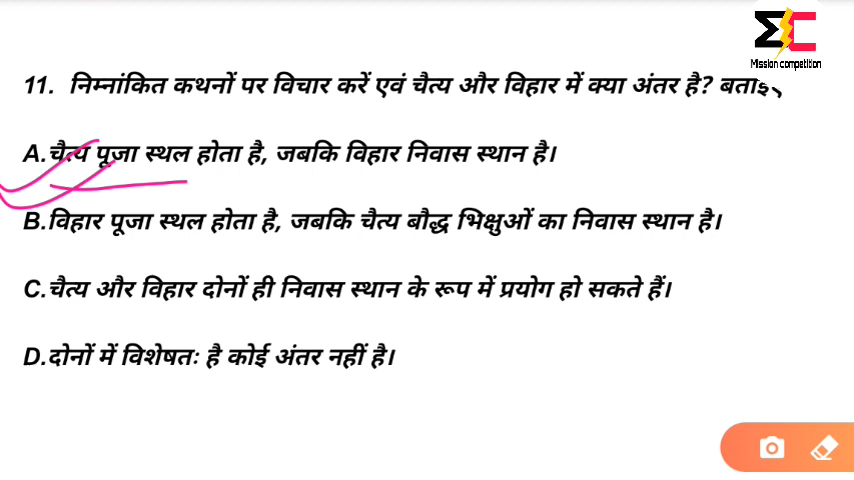 ΣC
Mission competition
11. निम्नांकित कथनों पर विचार करें एवं चैत्य और विहार में क्या अंतर है?
A.चैत्य पूजा स्थल होता है, जबकि विहार निवास स्थान है।
B.विहार पूजा स्थल होता है, जबकि चैत्य बौद्ध भिक्षुओं का निवास स्थान है।
C.चैत्य और विहार दोनों ही निवास स्थान के रूप में प्रयोग हो सकते हैं।
D.दोनों में विशेषतः है कोई अंतर नहीं है।